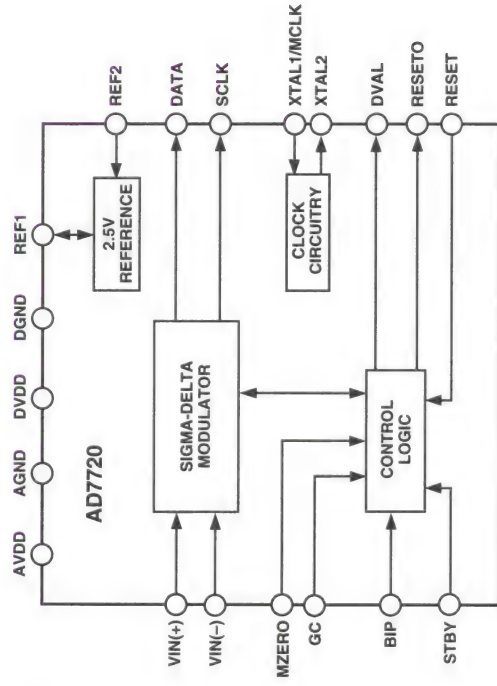 AVDD
AGND
DVDD
DGND
REF1
AD7720
2.5V
REFERENCE
REF2
VIN(+)
VIN(–)
SIGMA-DELTA
MODULATOR
DATA
SCLK
CLOCK
CIRCUITRY
XTAL1/MCLK
XTAL2
MZERO
GC
BIP
STBY
CONTROL
LOGIC
DVAL
RESETO
RESET